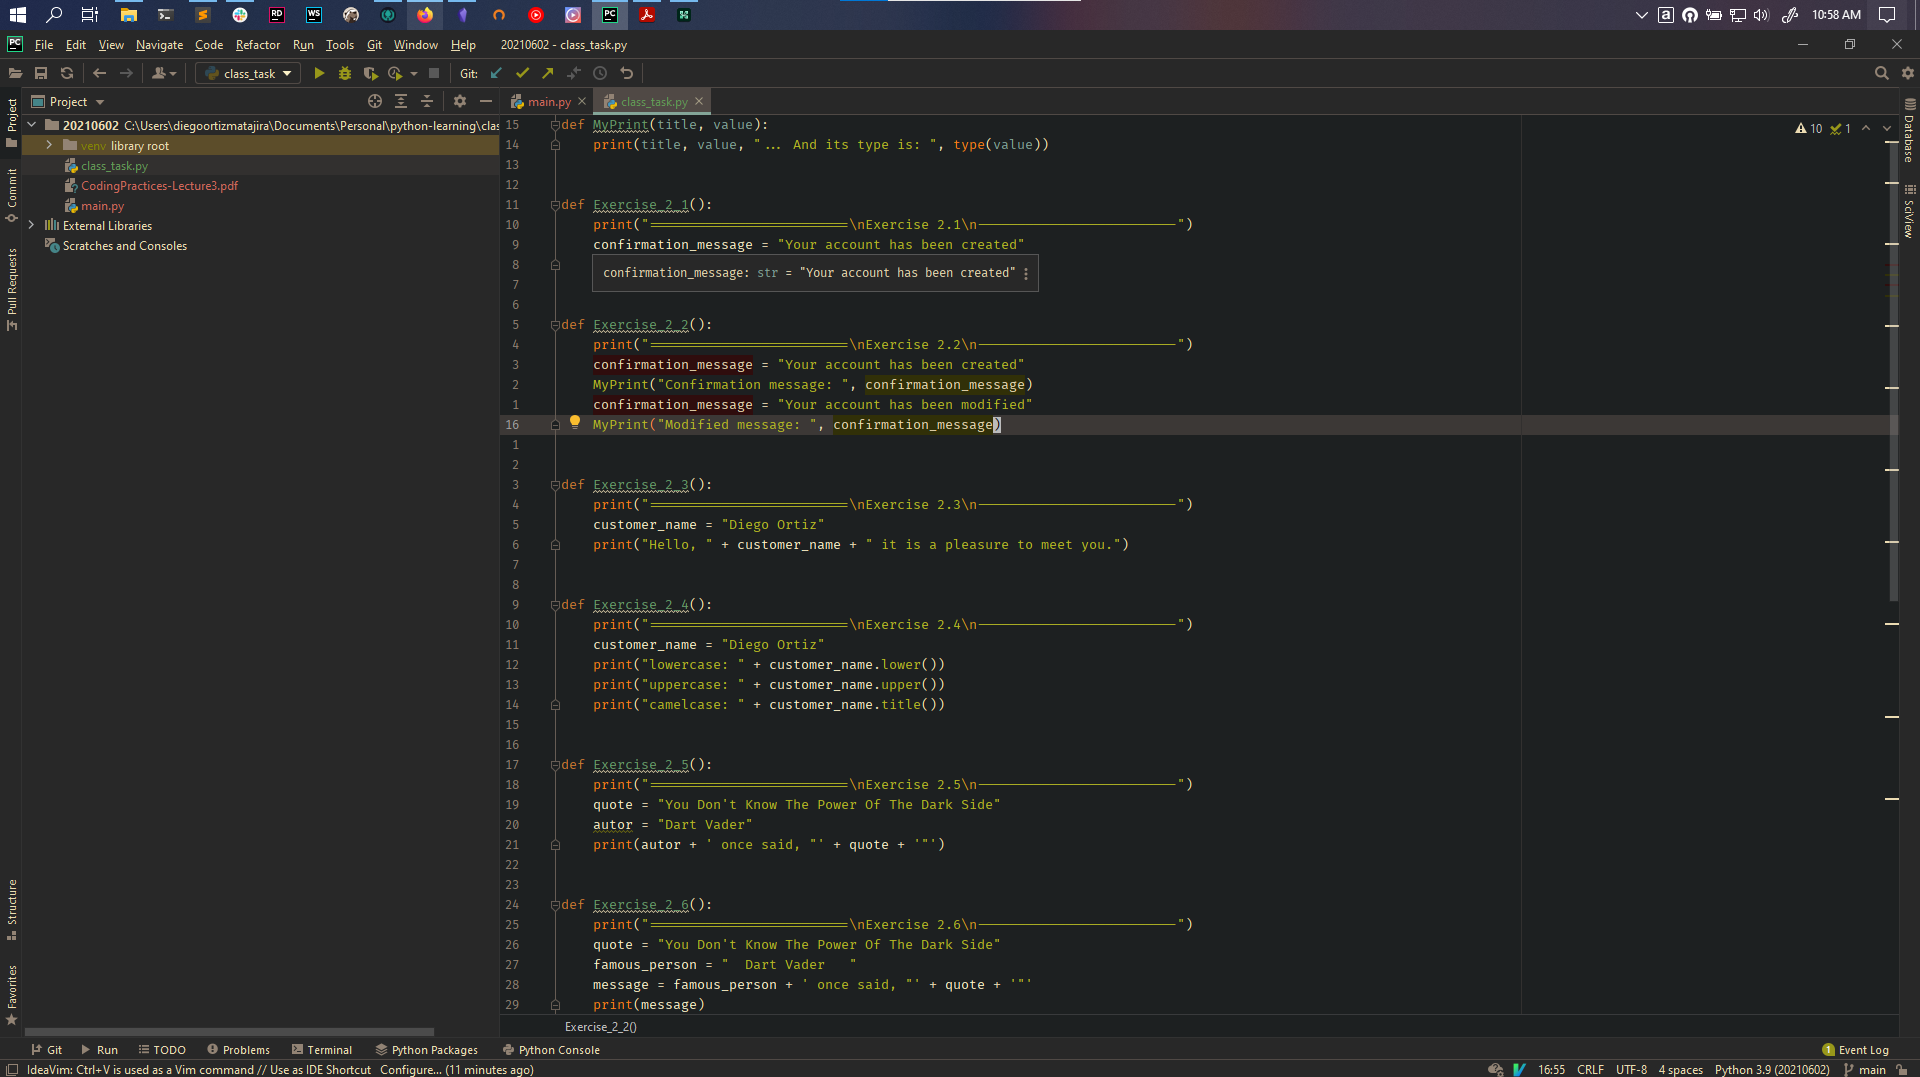 10:58 AM
File Edit View Navigate Code Refactor Run Tools Git Window Help 20210602 - class_task.py
class_task Git:
Project main.py class_task.py
20210602 C:\Users\diegoortizmatajira\Documents\Personal\python-learning\clas
venv library root
class_task.py
CodingPractices-Lecture3.pdf
main.py
External Libraries
Scratches and Consoles
Project
Commit
Pull Requests
Structure
Favorites
10 1
15 def MyPrint(title, value):
14 print(title, value, "... And its type is: ", type(value))
13
12
11 def Exercise_2_1():
10 print("=========================\nExercise 2.1\n-------------------------")
9 confirmation_message = "Your account has been created"
8 confirmation_message: str = "Your account has been created"
7
6
5 def Exercise_2_2():
4 print("=========================\nExercise 2.2\n-------------------------")
3 confirmation_message = "Your account has been created"
2 MyPrint("Confirmation message: ", confirmation_message)
1 confirmation_message = "Your account has been modified"
16 MyPrint("Modified message: ", confirmation_message)
1
2
3 def Exercise_2_3():
4 print("=========================\nExercise 2.3\n-------------------------")
5 customer_name = "Diego Ortiz"
6 print("Hello, " + customer_name + " it is a pleasure to meet you.")
7
8
9 def Exercise_2_4():
10 print("=========================\nExercise 2.4\n-------------------------")
11 customer_name = "Diego Ortiz"
12 print("lowercase: " + customer_name.lower())
13 print("uppercase: " + customer_name.upper())
14 print("camelcase: " + customer_name.title())
15
16
17 def Exercise_2_5():
18 print("=========================\nExercise 2.5\n-------------------------")
19 quote = "You Don't Know The Power Of The Dark Side"
20 autor = "Dart Vader"
21 print(autor + ' once said, "' + quote + '"')
22
23
24 def Exercise_2_6():
25 print("=========================\nExercise 2.6\n-------------------------")
26 quote = "You Don't Know The Power Of The Dark Side"
27 famous_person = "  Dart Vader   "
28 message = famous_person + ' once said, "' + quote + '"'
29 print(message)
Exercise_2_2()
Database
SciView
Git Run TODO Problems Terminal Python Packages Python Console 1 Event Log
IdeaVim: Ctrl+V is used as a Vim command // Use as IDE Shortcut Configure... (11 minutes ago) 16:55 CRLF UTF-8 4 spaces Python 3.9 (20210602) main